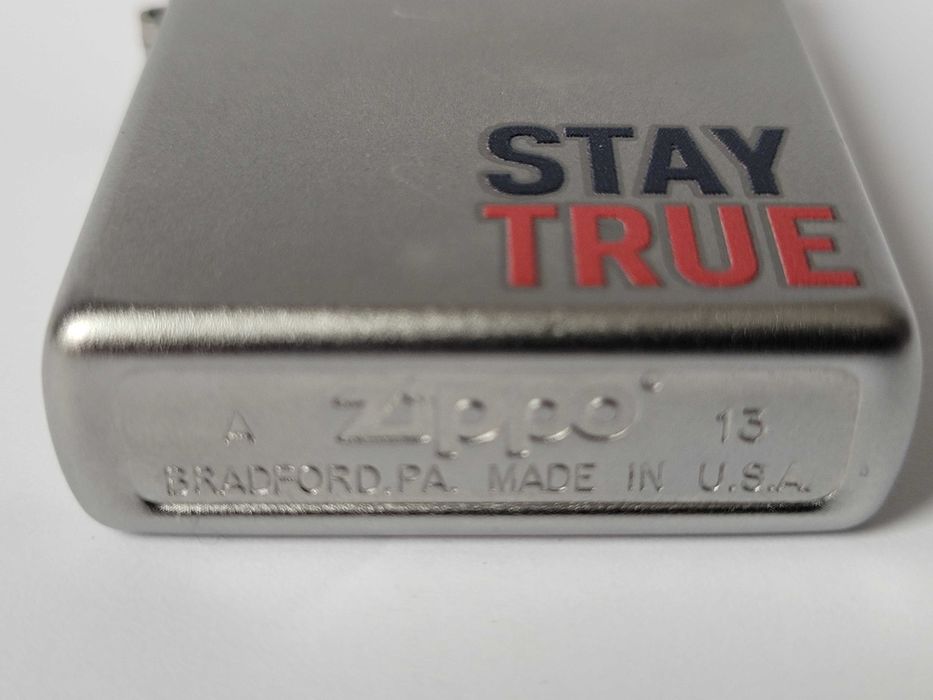 STAY
TRUE
A zippo 13
BRADFORD, PA. MADE IN U.S.A.